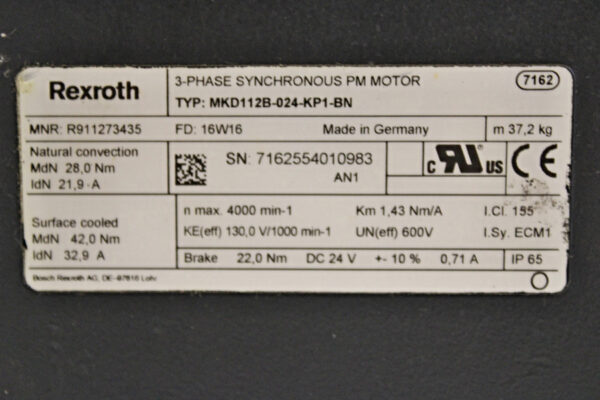 Rexroth
3-PHASE SYNCHRONOUS PM MOTOR
7162
TYP: MKD112B-024-KP1-BN
MNR: R911273435 FD: 16W16 Made in Germany m 37,2 kg
Natural convection
MdN 28,0 Nm
IdN 21,9 A
SN: 7162554010983
AN1
c RU US CE
Surface cooled
MdN 42,0 Nm
IdN 32,9 A
n max. 4000 min-1 Km 1,43 Nm/A I.Cl. 155
KE(eff) 130,0 V/1000 min-1 UN(eff) 600V I.Sy. ECM1
Brake 22,0 Nm DC 24 V +- 10 % 0,71 A IP 65
Bosch Rexroth AG, DE-97816 Lohr